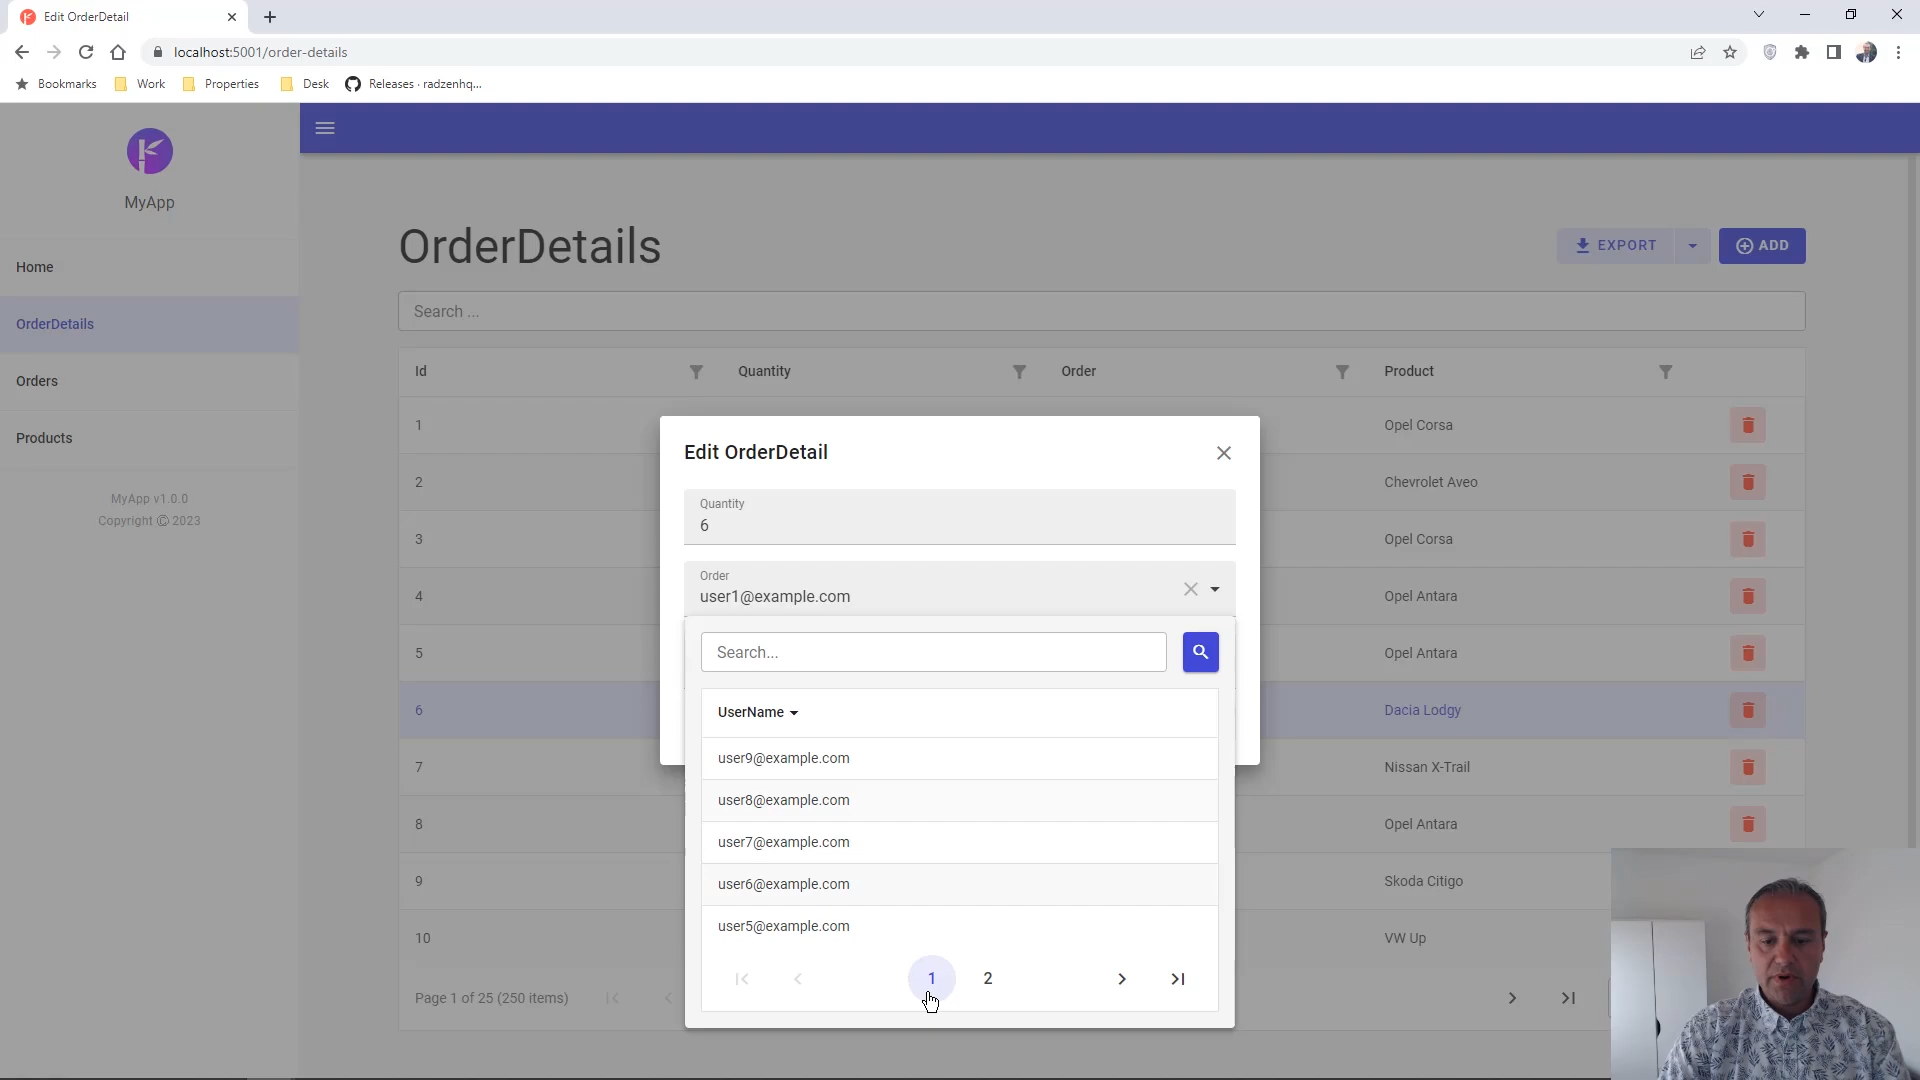 Edit OrderDetail
localhost:5001/order-details
Bookmarks
Work
Properties
Desk
Releases · radzenhq...
MyApp
Home
OrderDetails
Orders
Products
MyApp v1.0.0
Copyright © 2023
OrderDetails
EXPORT
ADD
Search ...
Id
Quantity
Order
Product
1
Opel Corsa
2
Chevrolet Aveo
3
Opel Corsa
4
Opel Antara
5
Opel Antara
6
Dacia Lodgy
7
Nissan X-Trail
8
Opel Antara
9
Skoda Citigo
10
VW Up
Page 1 of 25 (250 items)
Edit OrderDetail
Quantity
6
Order
user1@example.com
Search...
UserName
user9@example.com
user8@example.com
user7@example.com
user6@example.com
user5@example.com
1
2